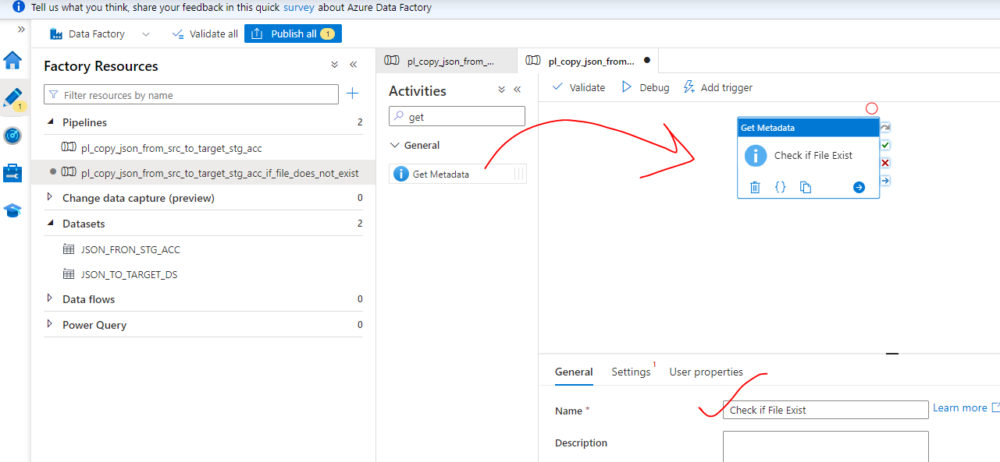 Tell us what you think, share your feedback in this quick survey about Azure Data Factory
Data Factory
Validate all
Publish all 1
Factory Resources
Filter resources by name
Pipelines 2
pl_copy_json_from_src_to_target_stg_acc
pl_copy_json_from_src_to_target_stg_acc_if_file_does_not_exist
Change data capture (preview) 0
Datasets 2
JSON_FRON_STG_ACC
JSON_TO_TARGET_DS
Data flows 0
Power Query 0
1
pl_copy_json_from_...
pl_copy_json_from...
Activities
get
General
Get Metadata
Validate
Debug
Add trigger
Get Metadata
Check if File Exist
General
Settings 1
User properties
Name *
Check if File Exist
Learn more
Description